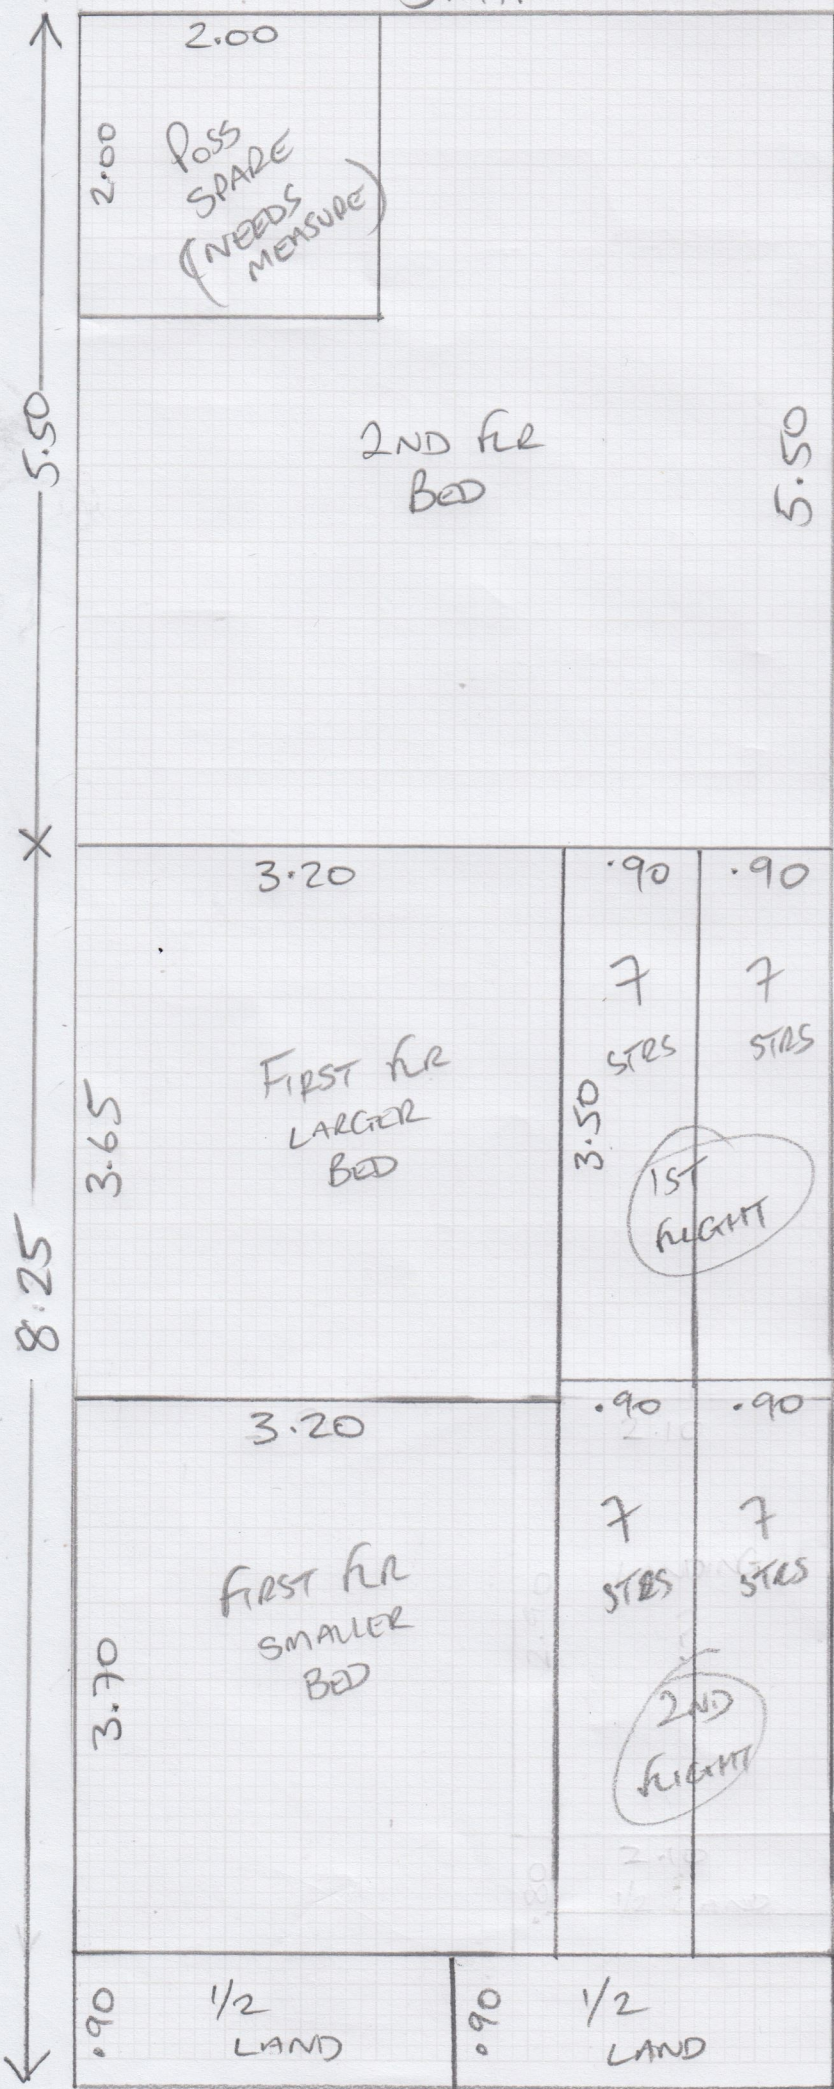 2.00
2.00
POSS
SPARE
(NEEDS
MEASURE)
5.50
2ND FLR
BED
5.50
3.20
.90
.90
7
STRS
7
STRS
3.65
FIRST FLR
LARGER
BED
3.50
1ST
FLIGHT
8.25
3.20
.90
.90
7
STRS
7
STRS
3.70
FIRST FLR
SMALLER
BED
2ND
FLIGHT
.90
1/2
LAND
.90
1/2
LAND